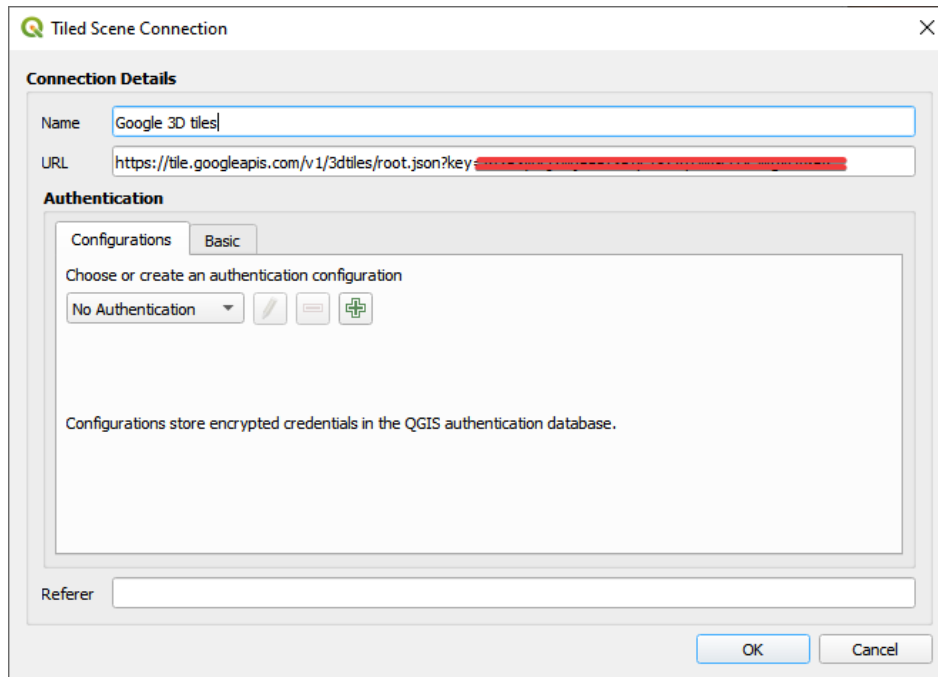 Tiled Scene Connection
Connection Details
Name Google 3D tiles
URL https://tile.googleapis.com/v1/3dtiles/root.json?key=
Authentication
Configurations Basic
Choose or create an authentication configuration
No Authentication
Configurations store encrypted credentials in the QGIS authentication database.
Referer
OK Cancel